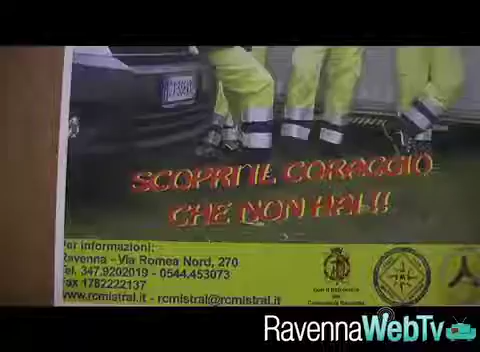 SCOPRI IL CORAGGIO
CHE NON HAI!!
Per informazioni:
Ravenna - Via Romea Nord, 270
Tel. 347.9202019 - 0544.453073
Fax 1782222137
www.rcmistral.it - rcmistral@rcmistral.it
RavennaWebTv